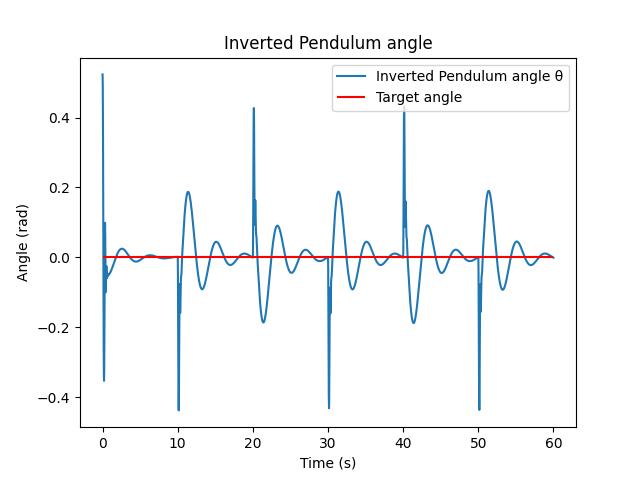 Inverted Pendulum angle
Inverted Pendulum angle θ
Target angle
0.4
0.2
0.0
−0.2
−0.4
Angle (rad)
0 10 20 30 40 50 60
Time (s)